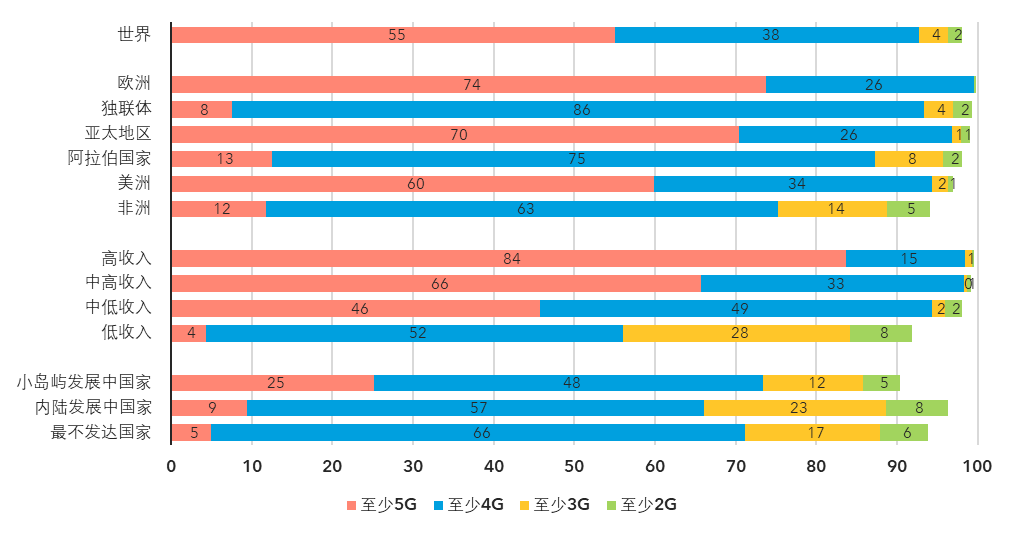 世界 55 38 4 2
欧洲 74 26
独联体 8 86 4 2
亚太地区 70 26 1 1
阿拉伯国家 13 75 8 2
美洲 60 34 2 1
非洲 12 63 14 5
高收入 84 15 1
中高收入 66 33 0 1
中低收入 46 49 2 2
低收入 4 52 28 8
小岛屿发展中国家 25 48 12 5
内陆发展中国家 9 57 23 8
最不发达国家 5 66 17 6
0 10 20 30 40 50 60 70 80 90 100
至少5G 至少4G 至少3G 至少2G